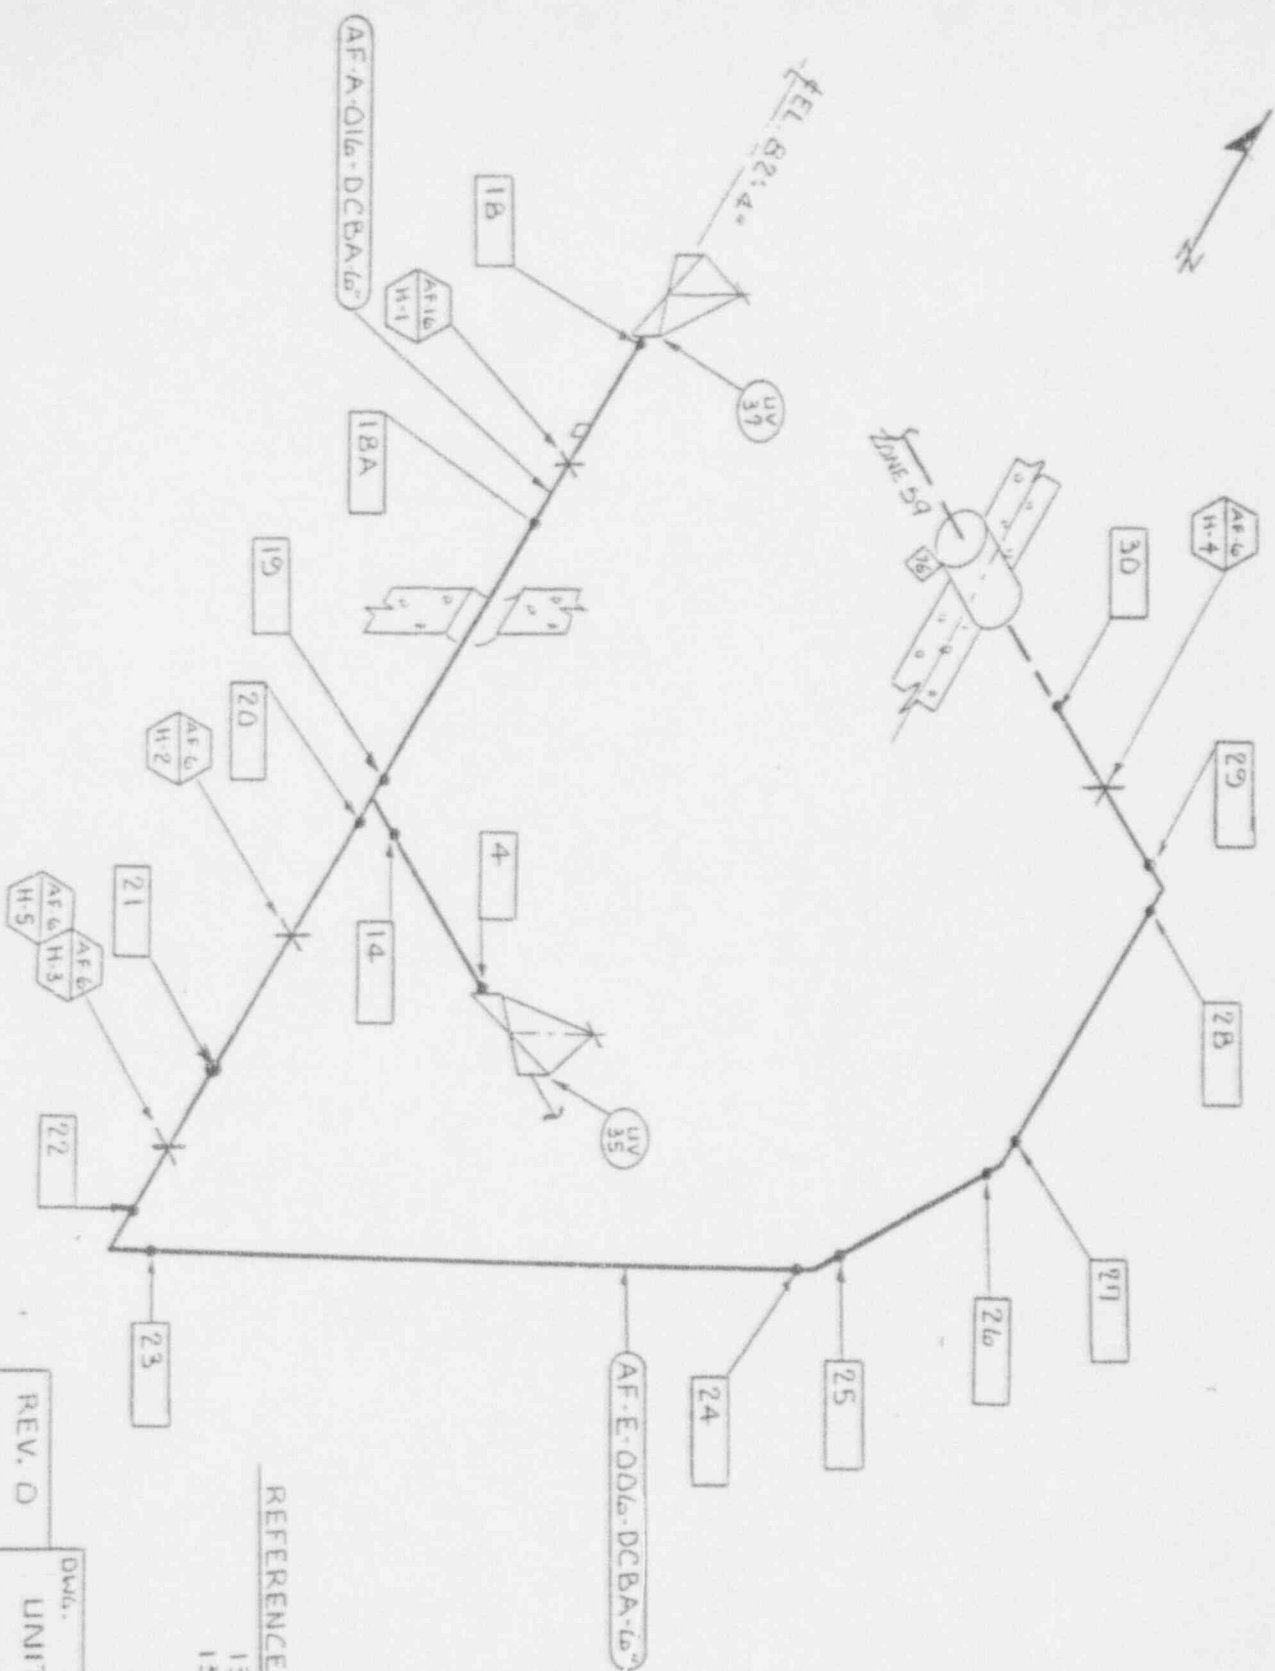 N
AF-A-016-DCBA-6"
℄ EL. 82'-4"
18
AF-16
H-1
UV
37
18A
ZONE 59
76
AF-6
H-4
30
19
29
20
AF-6
H-2
4
14
21
28
AF-6
H-5
AF-6
H-3
UV
35
22
27
26
23
25
24
AF-E-006-DCBA-6"
REFERENCE
REV. 0
DWG.
UNIT